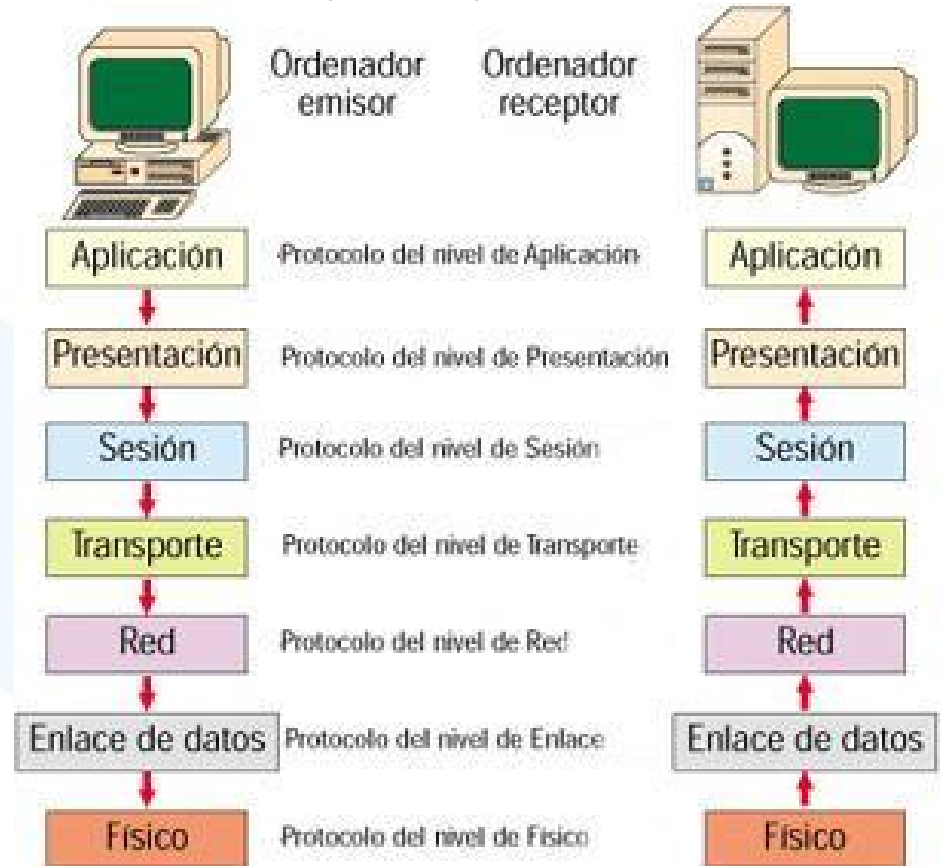 Ordenador
emisor
Ordenador
receptor
Aplicación
Protocolo del nivel de Aplicación
Aplicación
Presentación
Protocolo del nivel de Presentación
Presentación
Sesión
Protocolo del nivel de Sesión
Sesión
Transporte
Protocolo del nivel de Transporte
Transporte
Red
Protocolo del nivel de Red
Red
Enlace de datos
Protocolo del nivel de Enlace
Enlace de datos
Físico
Protocolo del nivel de Físico
Físico